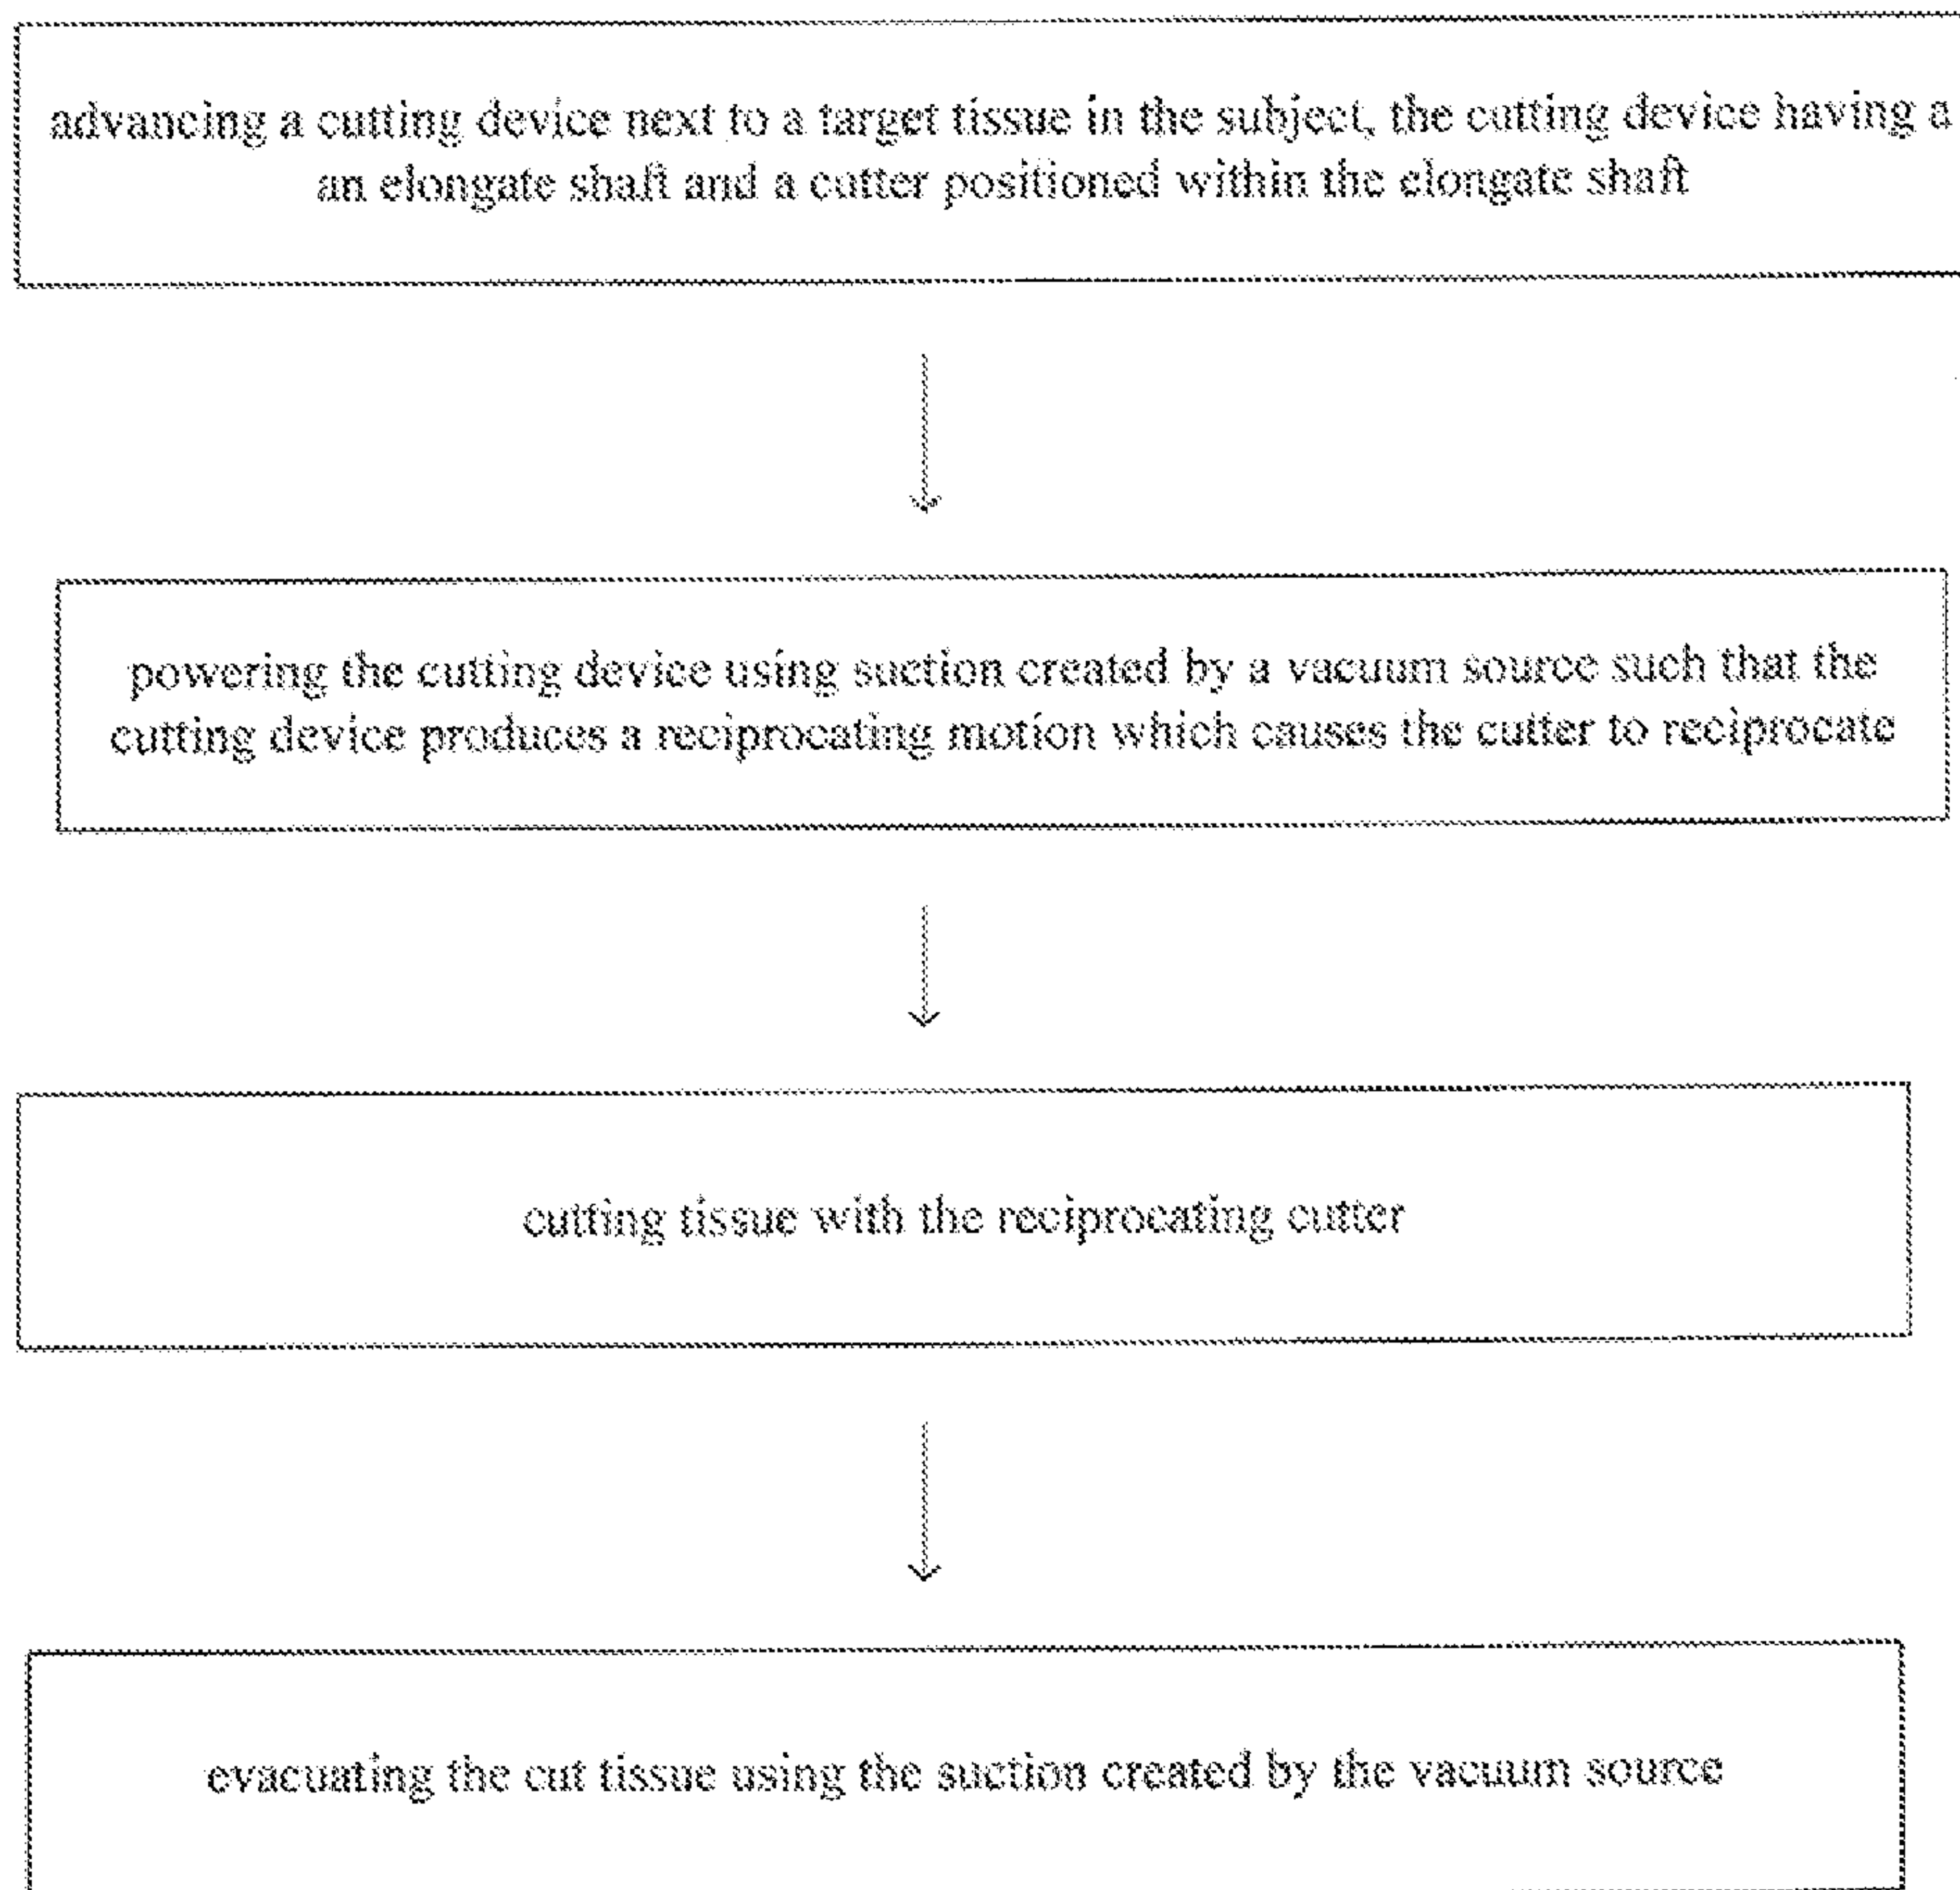 advancing a cutting device next to a target tissue in the subject, the cutting device having a
an elongate shaft and a cutter positioned within the elongate shaft
powering the cutting device using suction created by a vacuum source such that the
cutting device produces a reciprocating motion which causes the cutter to reciprocate
cutting tissue with the reciprocating cutter
evacuating the cut tissue using the suction created by the vacuum source